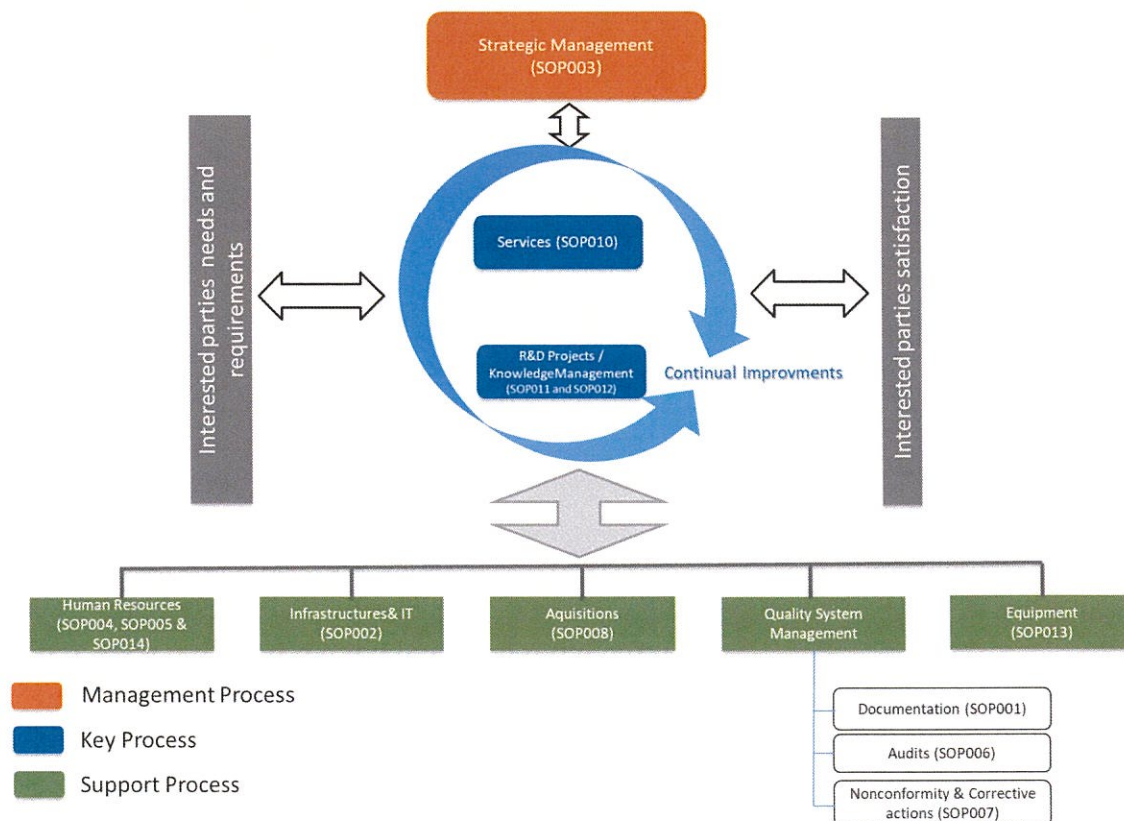 Strategic Management
(SOP003)
Interested parties needs and
requirements
Services (SOP010)
R&D Projects /
KnowledgeManagement
(SOP011 and SOP012)
Continual Improvments
Interested parties satisfaction
Human Resources
(SOP004, SOP005 &
SOP014)
Infrastructures& IT
(SOP002)
Aquisitions
(SOP008)
Quality System
Management
Equipment
(SOP013)
Management Process
Key Process
Support Process
Documentation (SOP001)
Audits (SOP006)
Nonconformity & Corrective
actions (SOP007)